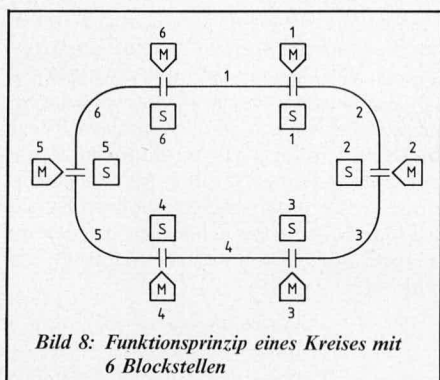 6 1
M M
1
S S
6 1
6 2
5 5 2 2
M S S M
4 3
S S
5 4 3
M M
4 3
Bild 8: Funktionsprinzip eines Kreises mit
6 Blockstellen